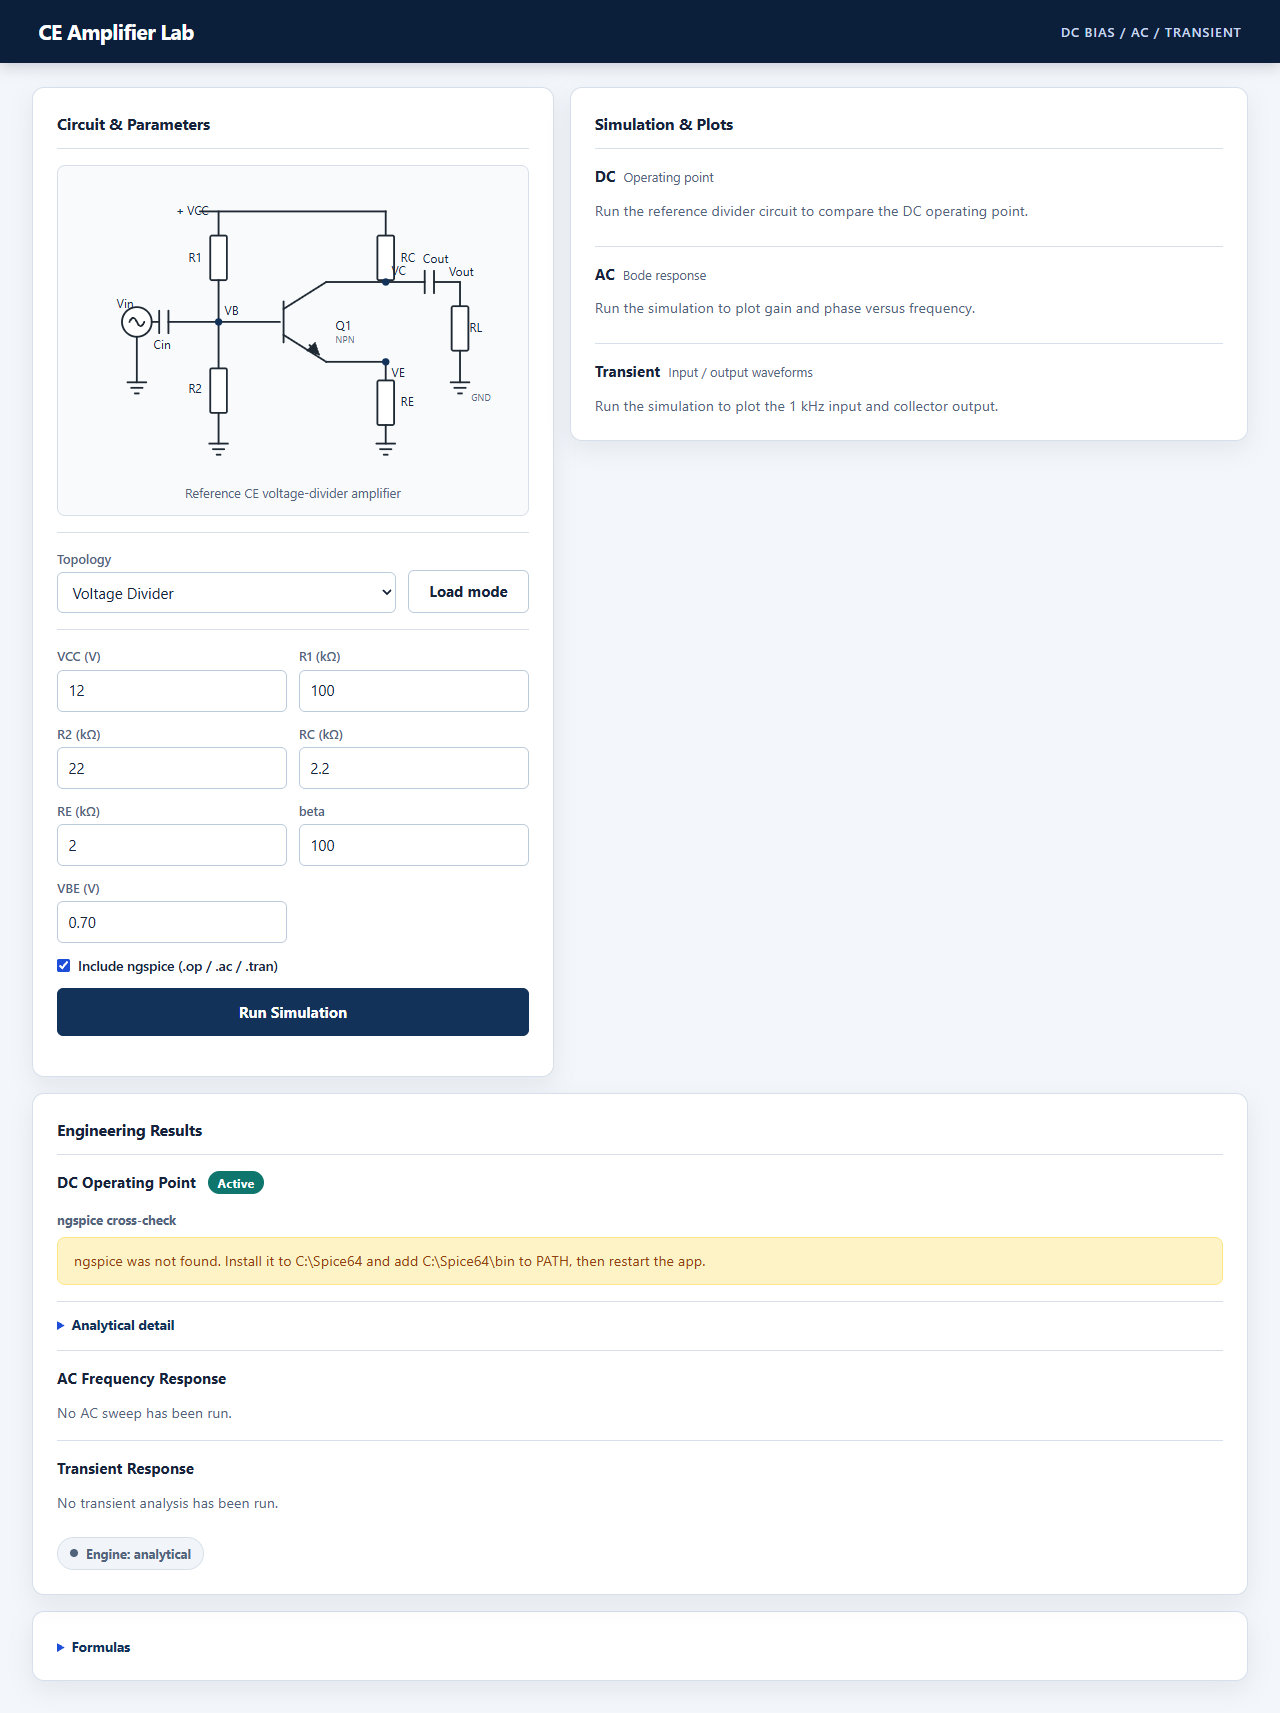 CE Amplifier Lab
DC BIAS / AC / TRANSIENT
Circuit & Parameters
+ VCC
R1
RC
Cout
VC
Vout
Vin
VB
Cin
Q1
NPN
RL
VE
R2
RE
GND
Reference CE voltage-divider amplifier
Topology
Voltage Divider
Load mode
VCC (V)
R1 (kΩ)
12
100
R2 (kΩ)
RC (kΩ)
22
2.2
RE (kΩ)
beta
2
100
VBE (V)
0.70
Include ngspice (.op / .ac / .tran)
Run Simulation
Simulation & Plots
DC Operating point
Run the reference divider circuit to compare the DC operating point.
AC Bode response
Run the simulation to plot gain and phase versus frequency.
Transient Input / output waveforms
Run the simulation to plot the 1 kHz input and collector output.
Engineering Results
DC Operating Point Active
ngspice cross-check
ngspice was not found. Install it to C:\Spice64 and add C:\Spice64\bin to PATH, then restart the app.
Analytical detail
AC Frequency Response
No AC sweep has been run.
Transient Response
No transient analysis has been run.
Engine: analytical
Formulas